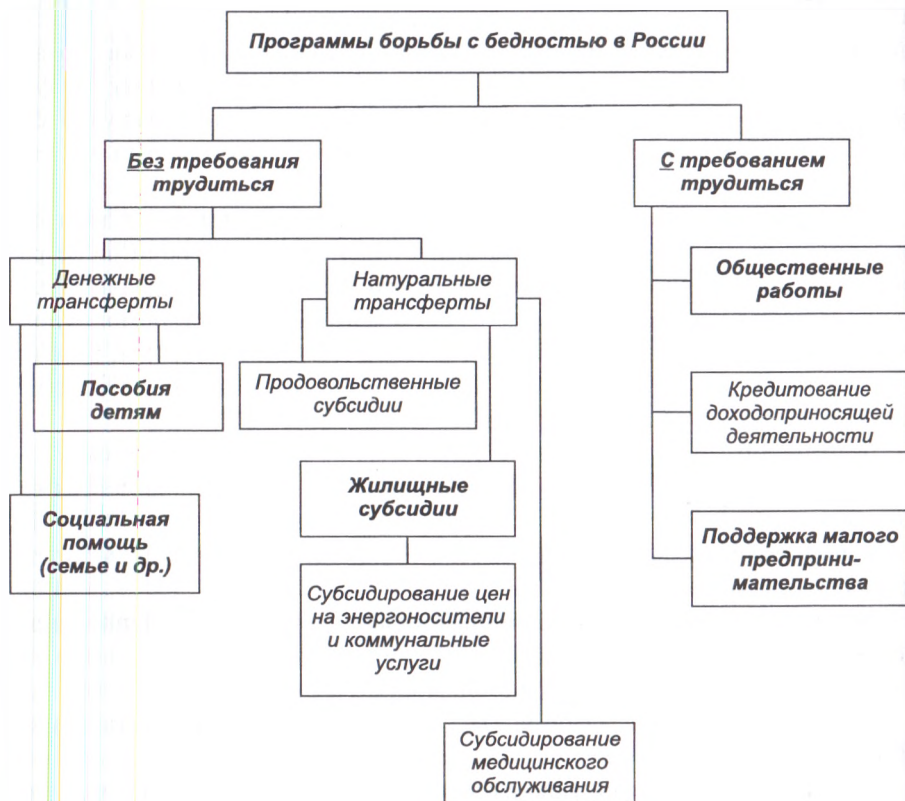 Программы борьбы с бедностью в России
Без требования
трудиться
С требованием
трудиться
Денежные
трансферты
Натуральные
трансферты
Общественные
работы
Пособия
детям
Продовольственные
субсидии
Кредитование
доходоприносящей
деятельности
Жилищные
субсидии
Социальная
помощь
(семье и др.)
Поддержка малого
предприни-
мательства
Субсидирование цен
на энергоносители
и коммунальные
услуги
Субсидирование
медицинского
обслуживания